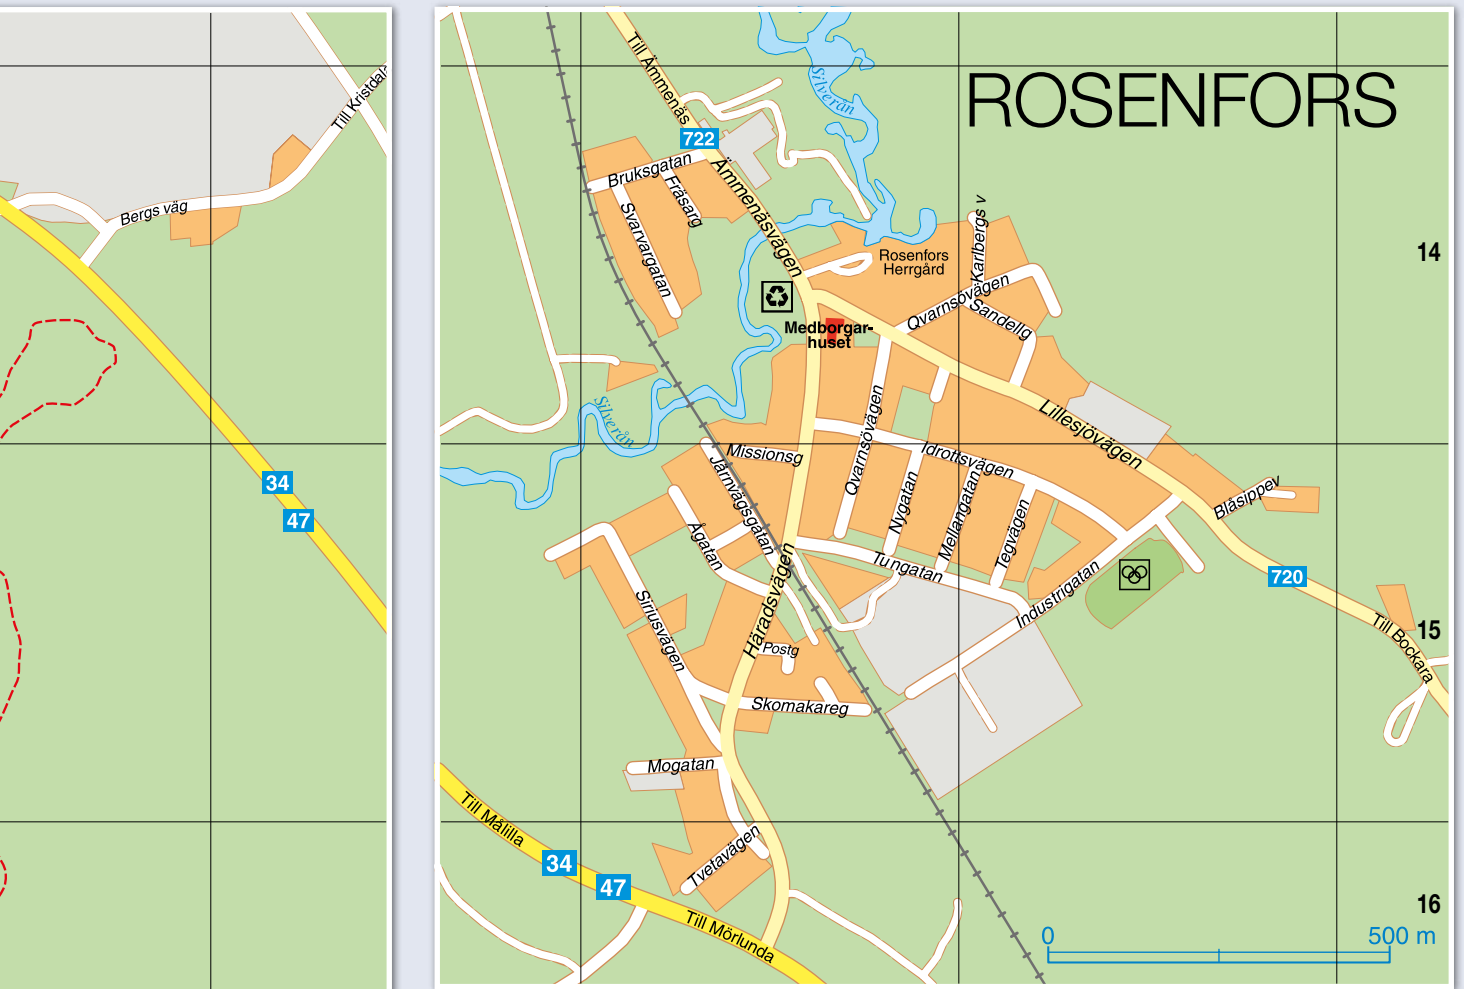 Till Kristdala
Bergs väg
34
47
ROSENFORS
Till Ämmenäs
Silverån
722
Bruksgatan
Fräsarg
Svarvargatan
Ämmenäsvägen
Karlbergs v
Rosenfors
Herrgård
14
Qvarnsövägen
Sandellg
Medborgar-
huset
Silverån
Lillesjövägen
Qvarnsövägen
Missionsg
Järnvägsgatan
Idrottsvägen
Nygatan
Mellangatan
Tegvägen
Blåsippev
Ågatan
Tungatan
Industrigatan
720
Häradsvägen
Siriusvägen
Postg
Till Bockara
15
Skomakareg
Mogatan
Till Målilla
34
47
Tvetavägen
Till Mörlunda
16
0
500 m